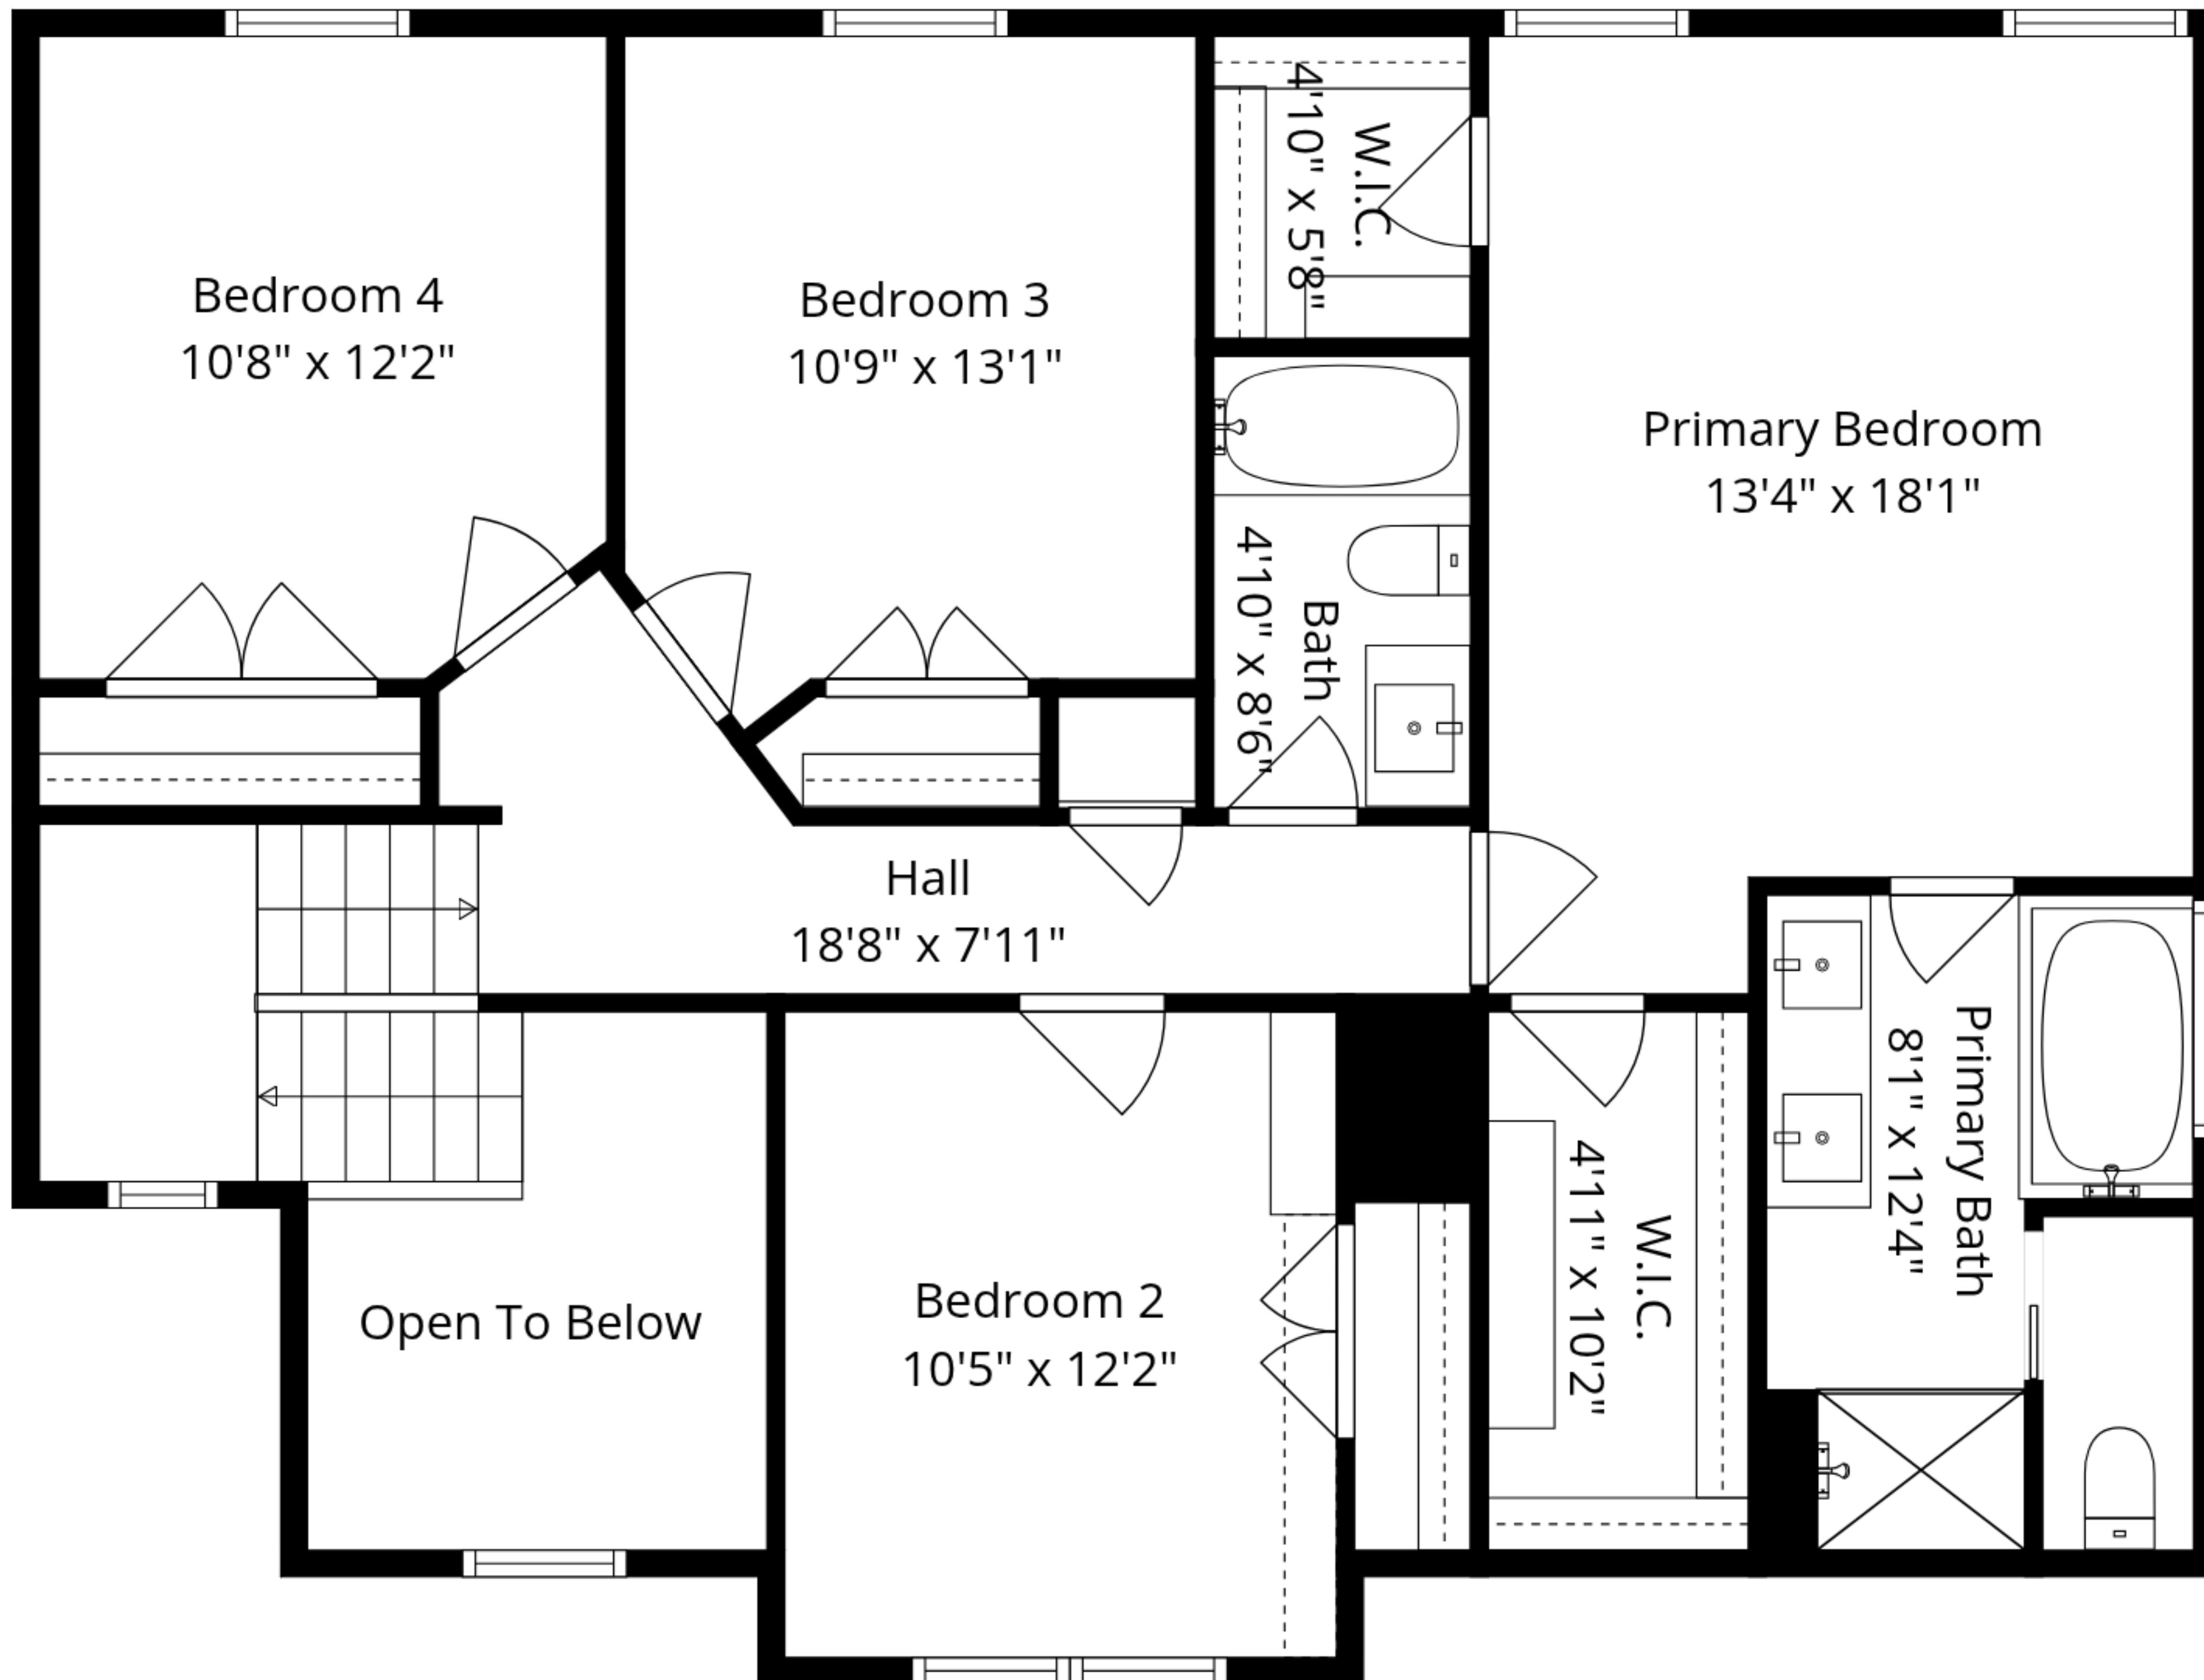 W.I.C.
4'10" x 5'8"
Bedroom 4
10'8" x 12'2"
Bedroom 3
10'9" x 13'1"
Primary Bedroom
13'4" x 18'1"
Bath
4'10" x 8'6"
Hall
18'8" x 7'11"
Primary Bath
8'1" x 12'4"
W.I.C.
4'11" x 10'2"
Open To Below
Bedroom 2
10'5" x 12'2"